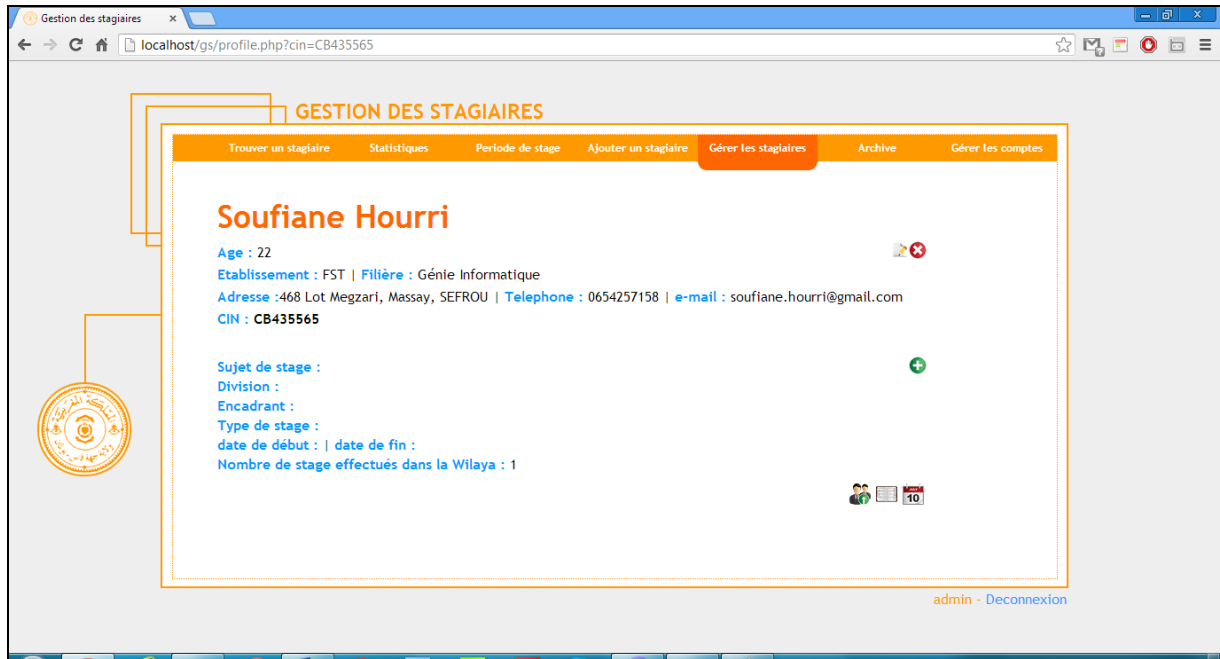 Gestion des stagiaires
localhost/gs/profile.php?cin=CB435565
GESTION DES STAGIAIRES
Trouver un stagiaire Statistiques Periode de stage Ajouter un stagiaire Gérer les stagiaires Archive Gérer les comptes
Soufiane Hourri
Age : 22
Etablissement : FST | Filière : Génie Informatique
Adresse :468 Lot Megzari, Massay, SEFROU | Telephone : 0654257158 | e-mail : soufiane.hourri@gmail.com
CIN : CB435565
Sujet de stage :
Division :
Encadrant :
Type de stage :
date de début : | date de fin :
Nombre de stage effectués dans la Wilaya : 1
10
admin - Deconnexion